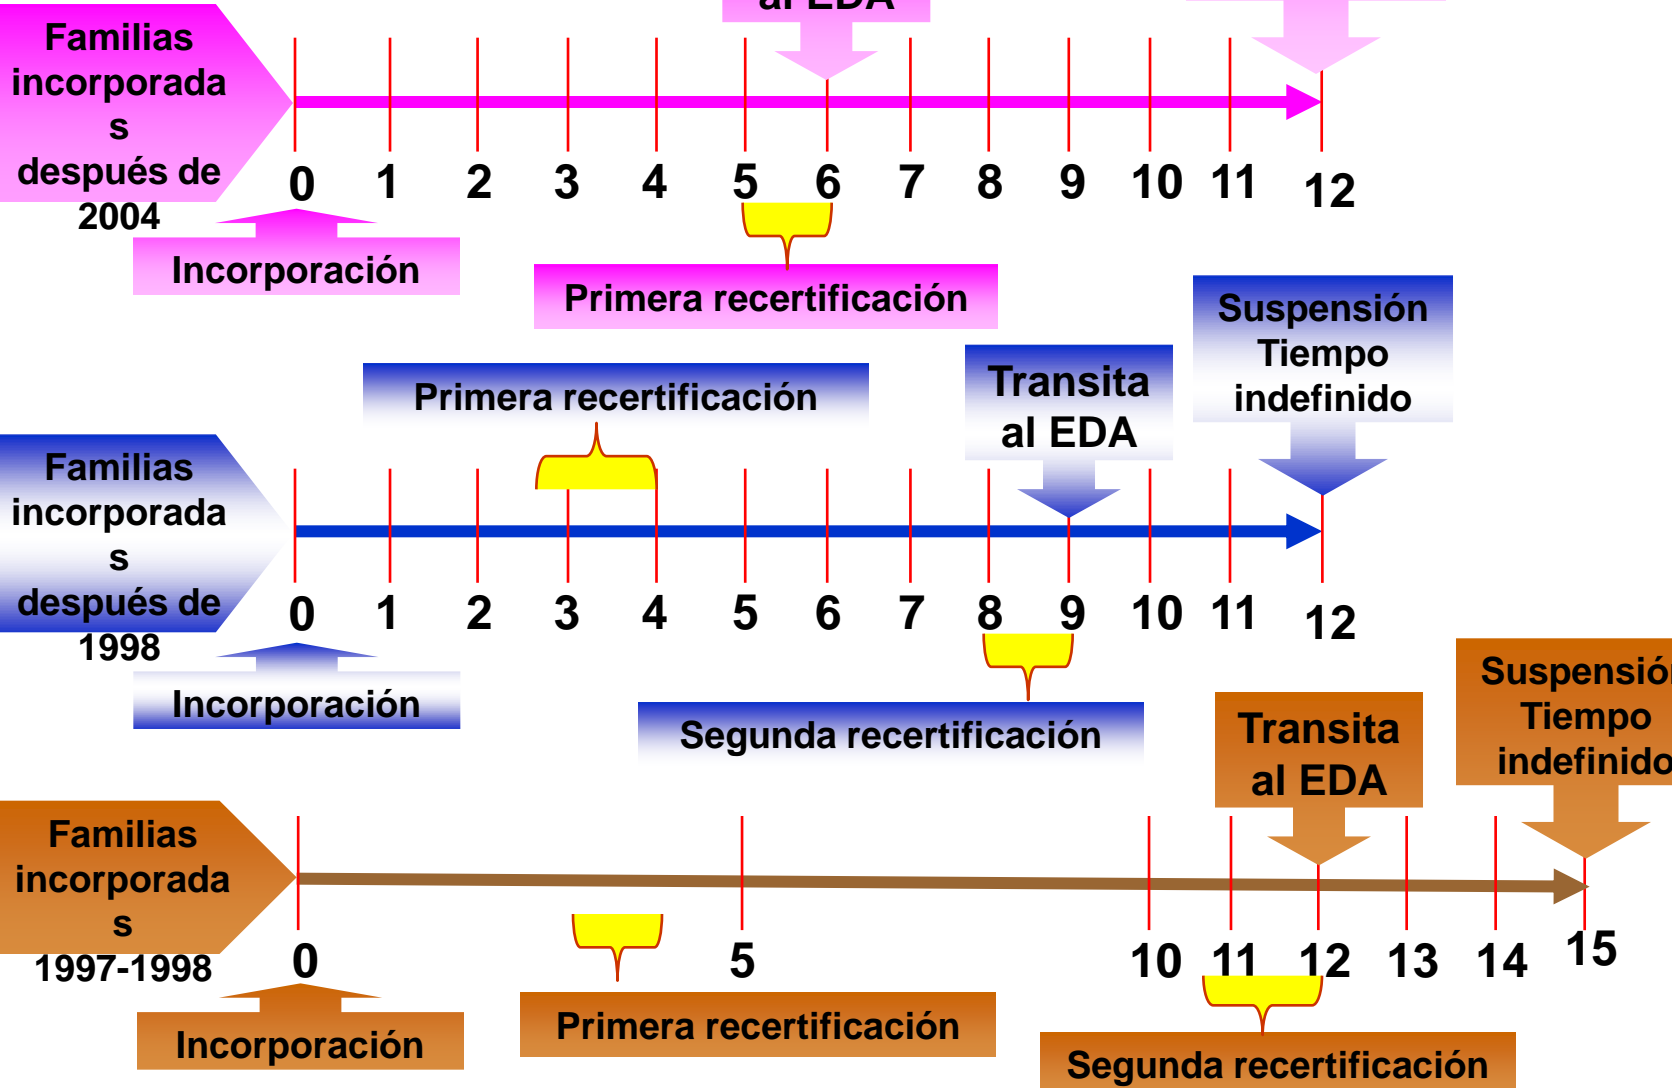 al EDA
Familias
incorporada
s
después de
2004
0 1 2 3 4 5 6 7 8 9 10 11 12
Incorporación
Primera recertificación
Suspensión
Tiempo
indefinido
Primera recertificación
Transita
al EDA
Familias
incorporada
s
después de
1998
0 1 2 3 4 5 6 7 8 9 10 11 12
Incorporación
Segunda recertificación
Suspensión
Tiempo
indefinido
Transita
al EDA
Familias
incorporada
s
1997-1998
0 5 10 11 12 13 14 15
Incorporación
Primera recertificación
Segunda recertificación